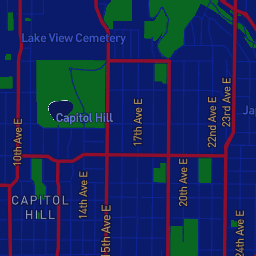 Lake View Cemetery
Ja
Capitol Hill
10th Ave E
17th Ave E
22nd Ave E
23rd Ave E
14th Ave E
20th Ave E
CAPITOL
HILL
15th Ave E
24th Ave E